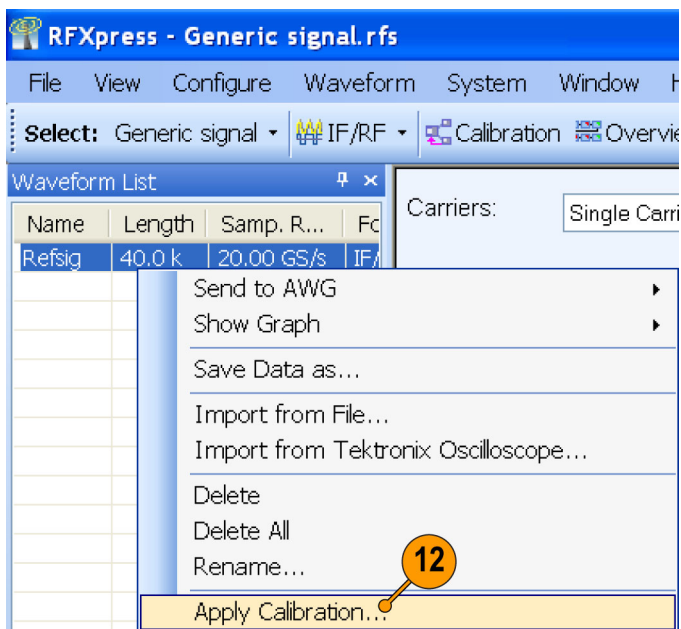 RFXpress - Generic signal.rfs
File View Configure Waveform System Window
Select: Generic signal IF/RF Calibration
Waveform List
Carriers:
Name Length Samp. R...
Refsig 40.0 k 20.00 GS/s IF/
Send to AWG
Show Graph
Save Data as...
Import from File...
Import from Tektronix Oscilloscope...
Delete
Delete All
Rename...
12
Apply Calibration...
Single